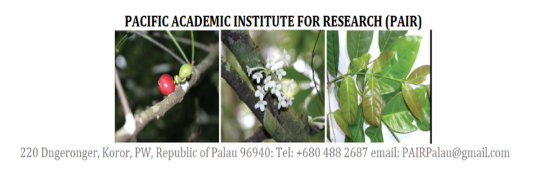 PACIFIC ACADEMIC INSTITUTE FOR RESEARCH (PAIR)
220 Dngeronger, Koror, PW, Republic of Palau 96940: Tel: +680 488 2687 email: PAIRPalau@gmail.com